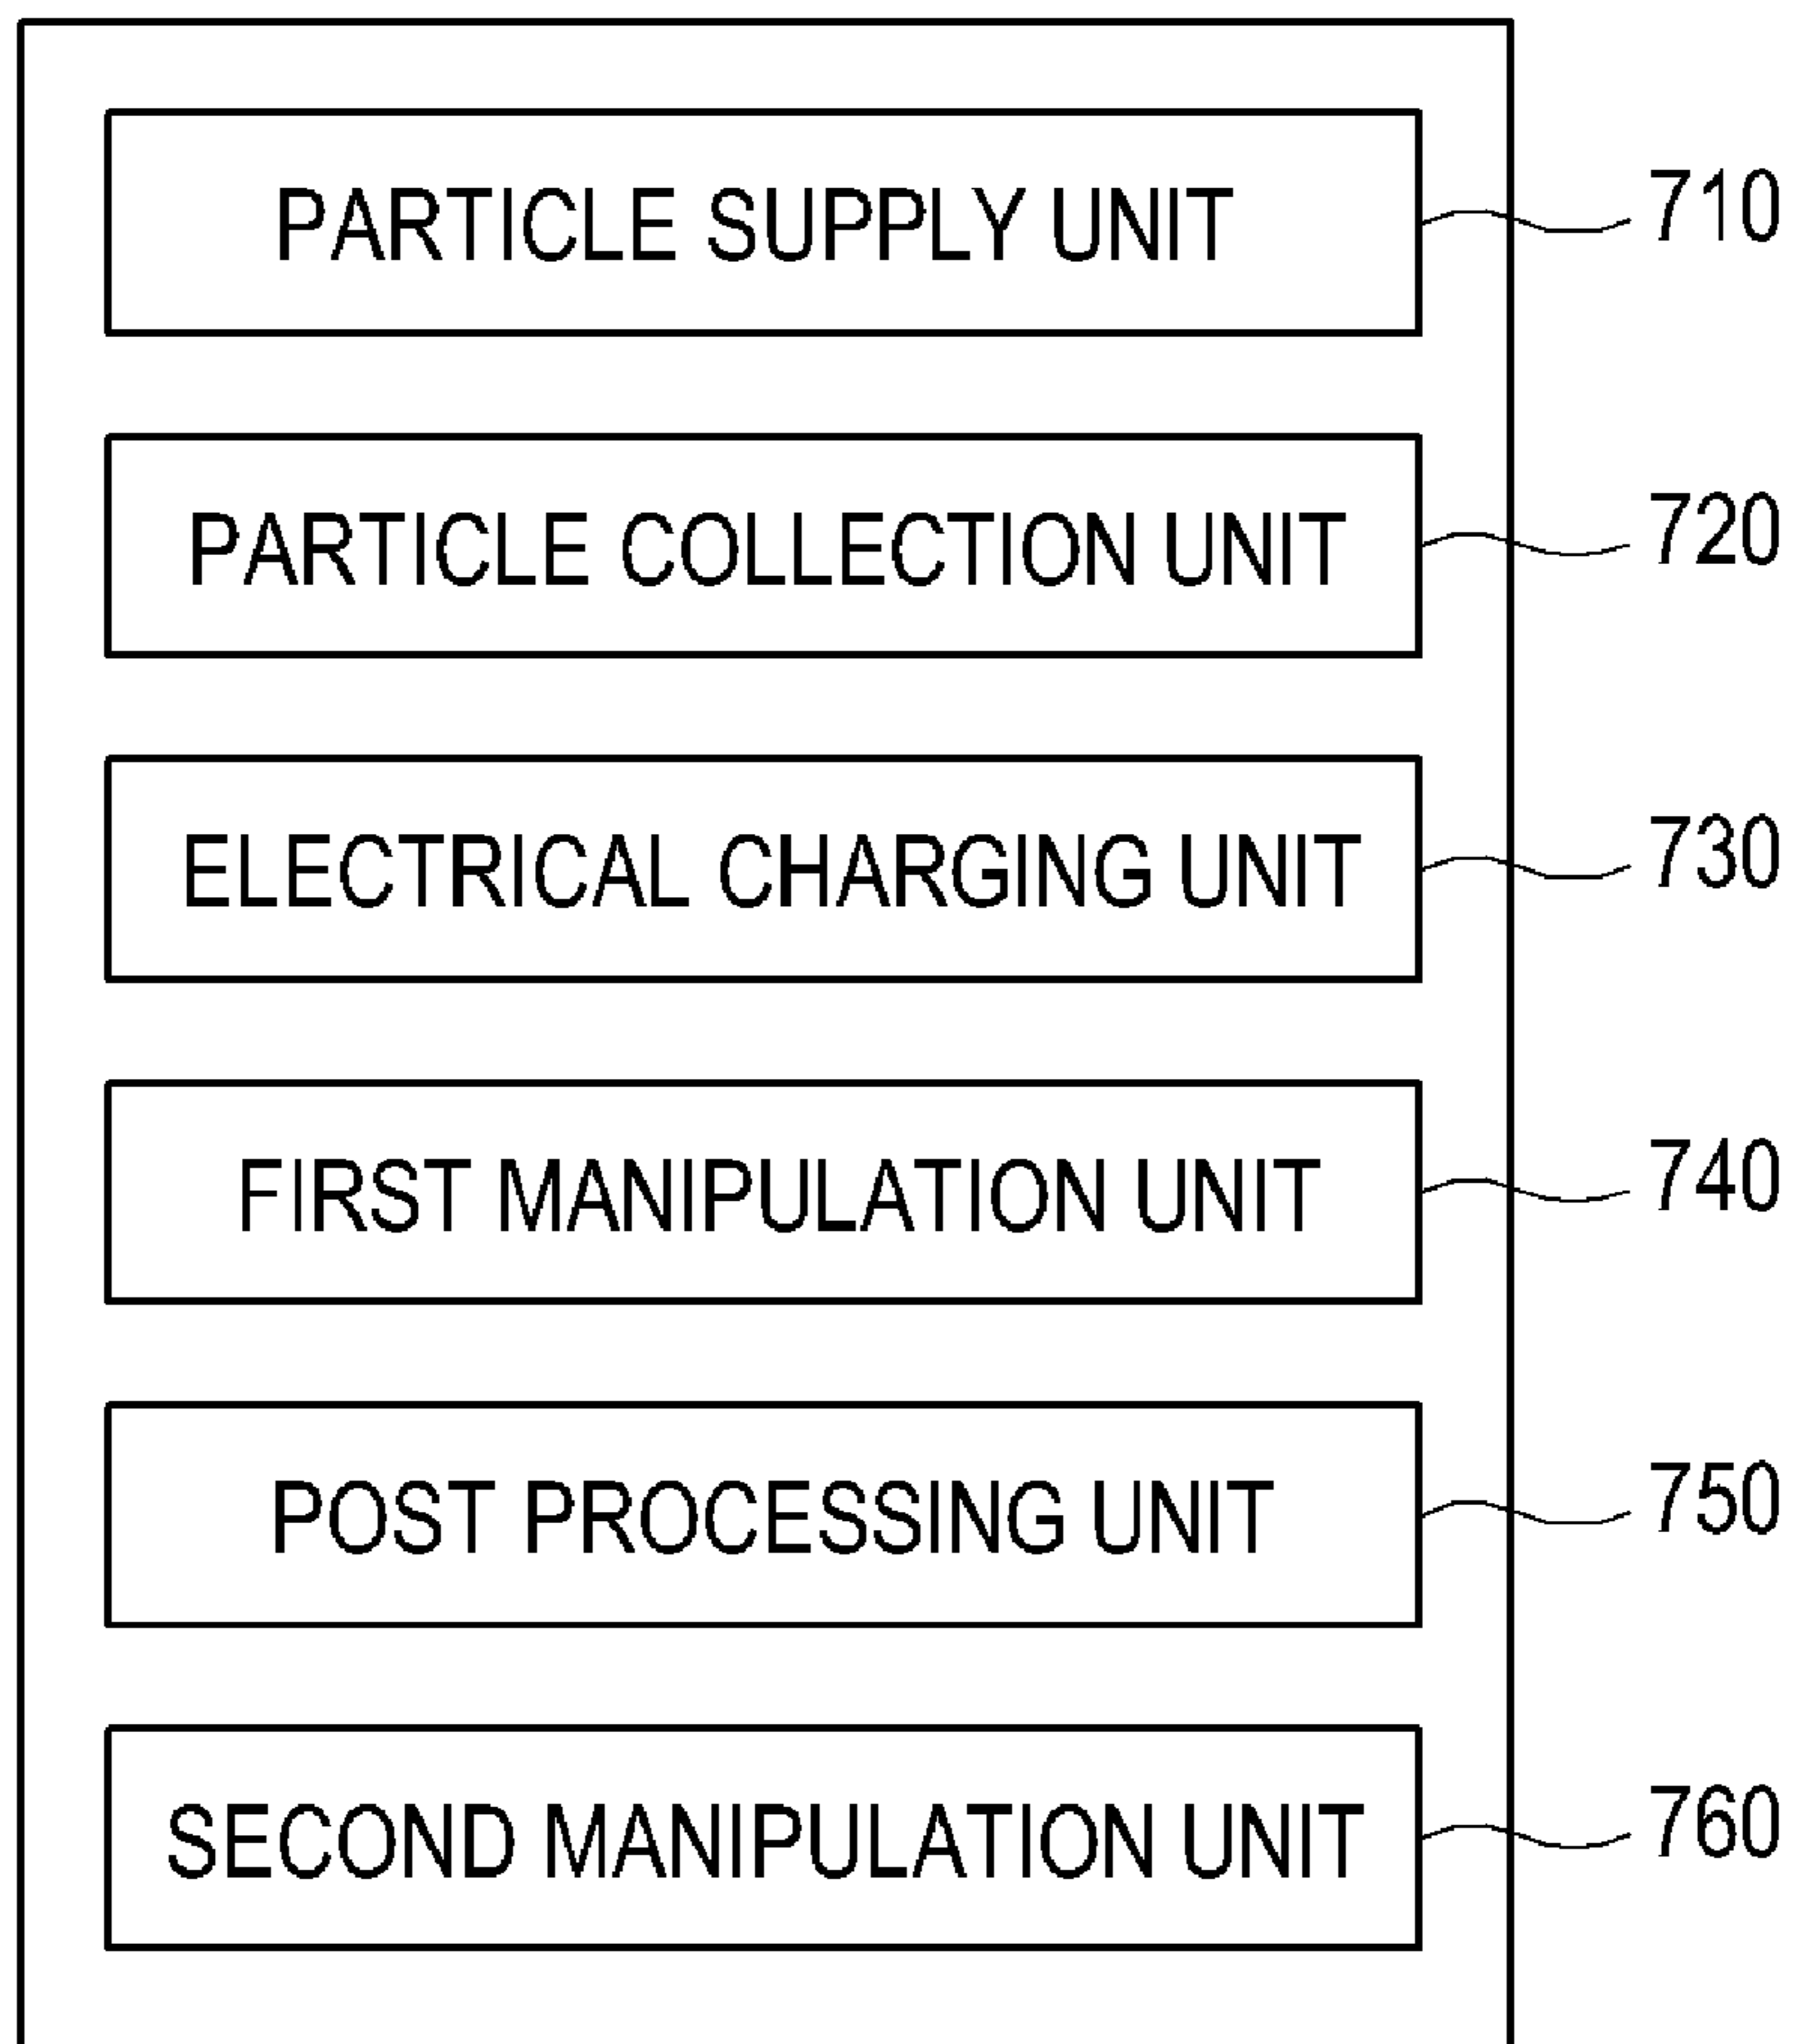 PARTICLE SUPPLY UNIT 710
PARTICLE COLLECTION UNIT 720
ELECTRICAL CHARGING UNIT 730
FIRST MANIPULATION UNIT 740
POST PROCESSING UNIT 750
SECOND MANIPULATION UNIT 760